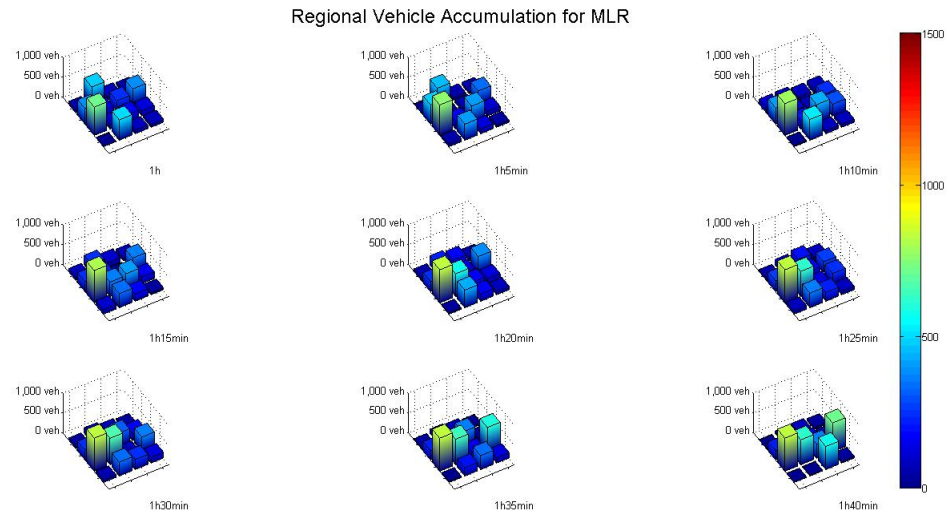 Regional Vehicle Accumulation for MLR
1,000 veh
500 veh
0 veh
1h
1,000 veh
500 veh
0 veh
1h5min
1,000 veh
500 veh
0 veh
1h10min
1,000 veh
500 veh
0 veh
1h15min
1,000 veh
500 veh
0 veh
1h20min
1,000 veh
500 veh
0 veh
1h25min
1,000 veh
500 veh
0 veh
1h30min
1,000 veh
500 veh
0 veh
1h35min
1,000 veh
500 veh
0 veh
1h40min
1500
1000
500
0